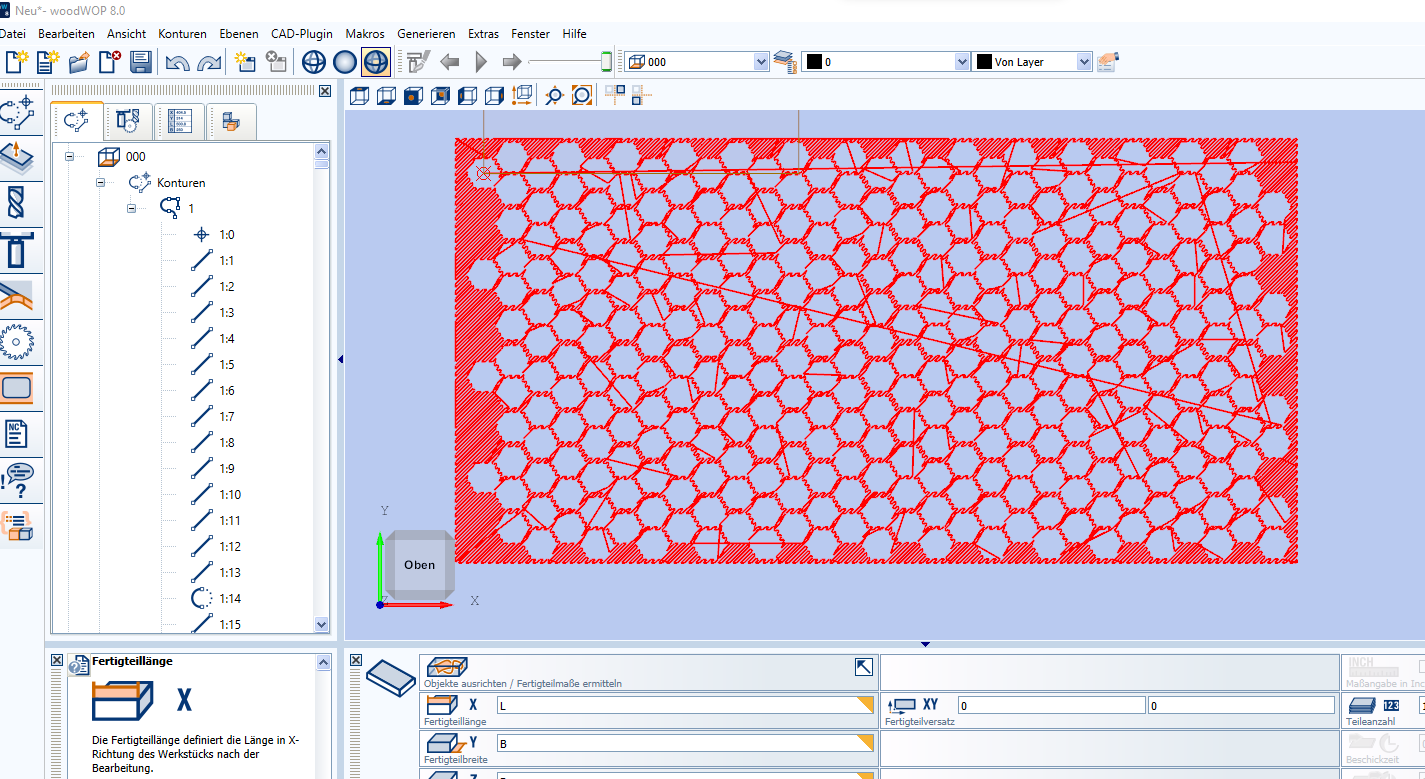 Neu*- woodWOP 8.0
Datei Bearbeiten Ansicht Konturen Ebenen CAD-Plugin Makros Generieren Extras Fenster Hilfe
000
0
Von Layer
000
Konturen
1
1:0
1:1
1:2
1:3
1:4
1:5
1:6
1:7
1:8
1:9
1:10
1:11
1:12
1:13
1:14
1:15
NC
Y
Oben
Z
X
Fertigteillänge
X
Die Fertigteillänge definiert die Länge in X-
Richtung des Werkstücks nach der
Bearbeitung.
Objekte ausrichten / Fertigteilmaße ermitteln
X
L
Fertigteillänge
Y
B
Fertigteilbreite
Z
XY
0
0
Fertigteilversatz
INCH
Maßangabe in Inc
123
Teileanzahl
Beschickzeit